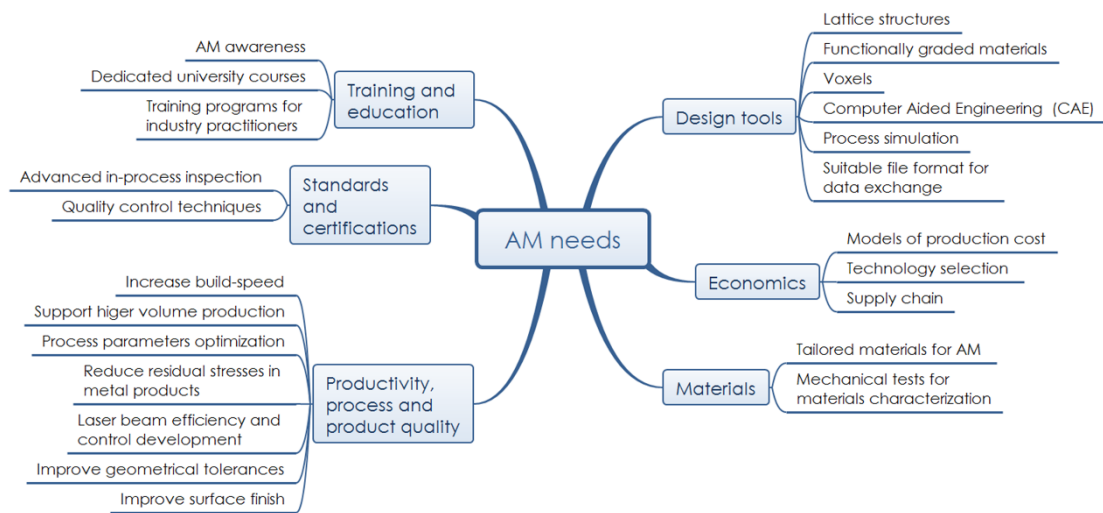 AM needs
Training and
education
AM awareness
Dedicated university courses
Training programs for
industry practitioners
Standards
and
certifications
Advanced in-process inspection
Quality control techniques
Productivity,
process and
product quality
Increase build-speed
Support higer volume production
Process parameters optimization
Reduce residual stresses in
metal products
Laser beam efficiency and
control development
Improve geometrical tolerances
Improve surface finish
Design tools
Lattice structures
Functionally graded materials
Voxels
Computer Aided Engineering (CAE)
Process simulation
Suitable file format for
data exchange
Economics
Models of production cost
Technology selection
Supply chain
Materials
Tailored materials for AM
Mechanical tests for
materials characterization